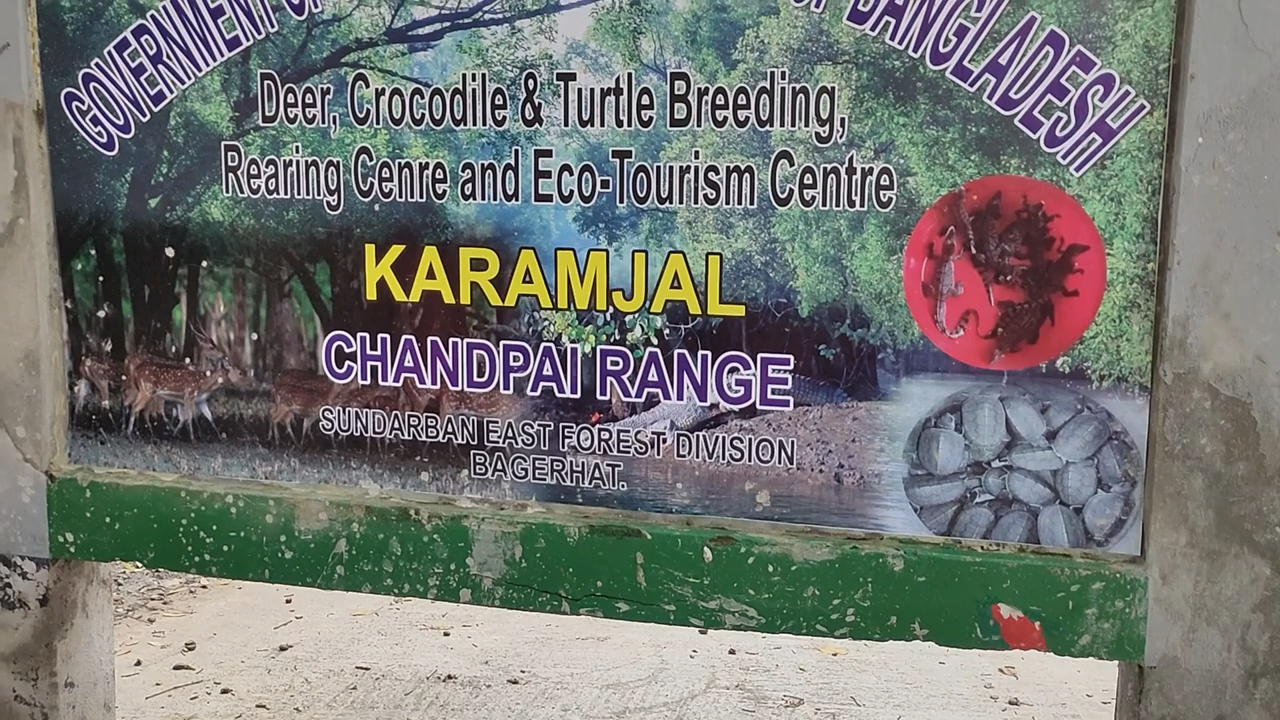 GOVERNMENT OF BANGLADESH
Deer, Crocodile & Turtle Breeding,
Rearing Cenre and Eco-Tourism Centre
KARAMJAL
CHANDPAI RANGE
SUNDARBAN EAST FOREST DIVISION
BAGERHAT.